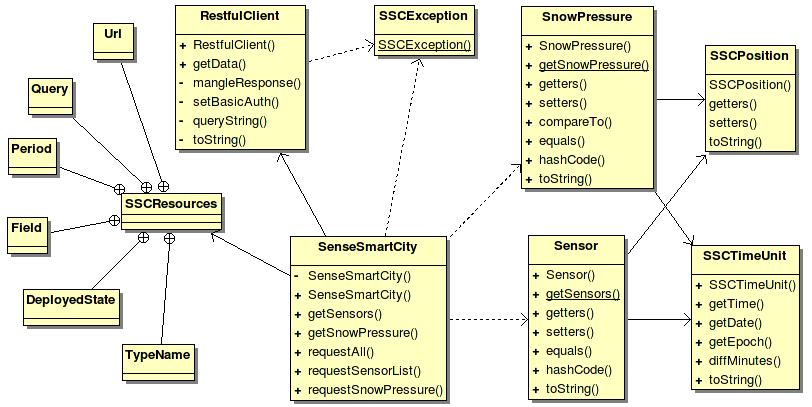 Url
Query
Period
Field
DeployedState
TypeName
SSCResources
RestfulClient
+ RestfulClient()
+ getData()
- mangleResponse()
- setBasicAuth()
- queryString()
- toString()
SSCException
SSCException()
SenseSmartCity
- SenseSmartCity()
+ SenseSmartCity()
+ getSensors()
+ getSnowPressure()
+ requestAll()
+ requestSensorList()
+ requestSnowPressure()
SnowPressure
+ SnowPressure()
+ getSnowPressure()
+ getters()
+ setters()
+ compareTo()
+ equals()
+ hashCode()
+ toString()
Sensor
+ Sensor()
+ getSensors()
+ getters()
+ setters()
+ equals()
+ hashCode()
+ toString()
SSCPosition
SSCPosition()
getters()
setters()
toString()
SSCTimeUnit
+ SSCTimeUnit()
+ getTime()
+ getDate()
+ getEpoch()
+ diffMinutes()
+ toString()